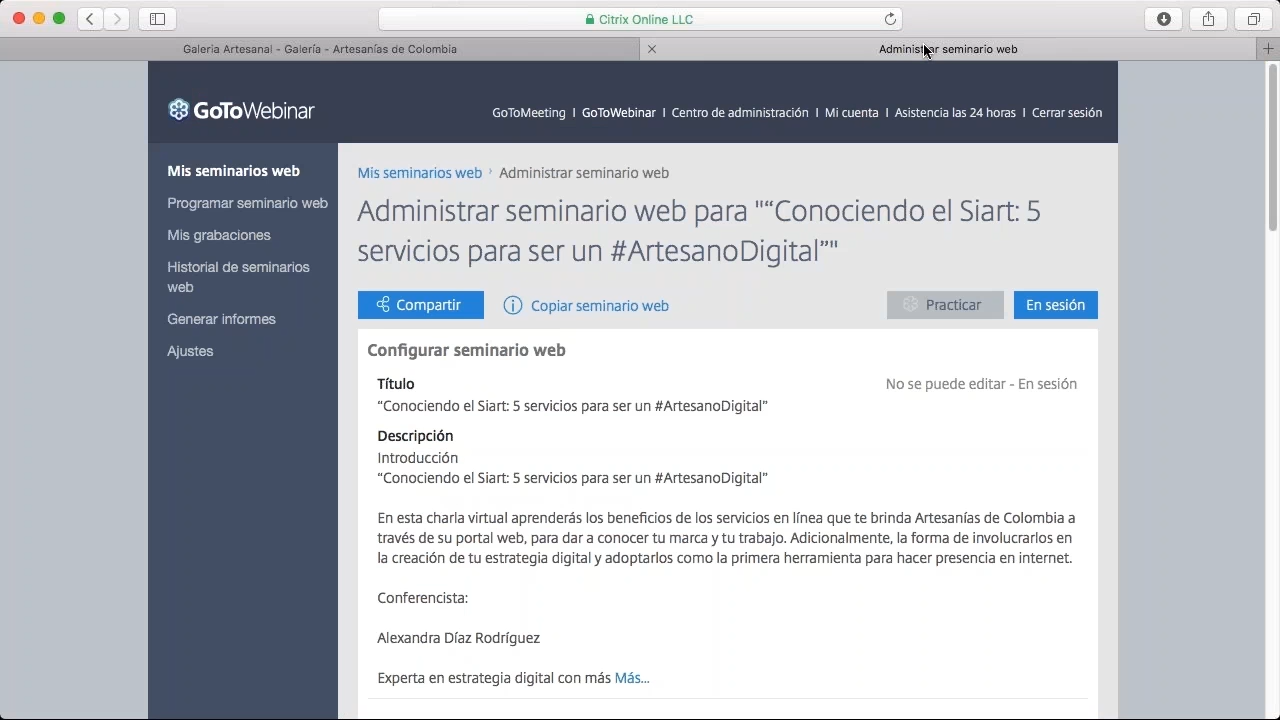 Citrix Online LLC
Galería Artesanal - Galería - Artesanías de Colombia
Administrar seminario web
GoToWebinar
GoToMeeting | GoToWebinar | Centro de administración | Mi cuenta | Asistencia las 24 horas | Cerrar sesión
Mis seminarios web
Programar seminario web
Mis grabaciones
Historial de seminarios
web
Generar informes
Ajustes
Mis seminarios web › Administrar seminario web
Administrar seminario web para "“Conociendo el Siart: 5
servicios para ser un #ArtesanoDigital”"
Compartir
Copiar seminario web
Practicar
En sesión
Configurar seminario web
Título
No se puede editar - En sesión
“Conociendo el Siart: 5 servicios para ser un #ArtesanoDigital”
Descripción
Introducción
“Conociendo el Siart: 5 servicios para ser un #ArtesanoDigital”
En esta charla virtual aprenderás los beneficios de los servicios en línea que te brinda Artesanías de Colombia a
través de su portal web, para dar a conocer tu marca y tu trabajo. Adicionalmente, la forma de involucrarlos en
la creación de tu estrategia digital y adoptarlos como la primera herramienta para hacer presencia en internet.
Conferencista:
Alexandra Díaz Rodríguez
Experta en estrategia digital con más Más...